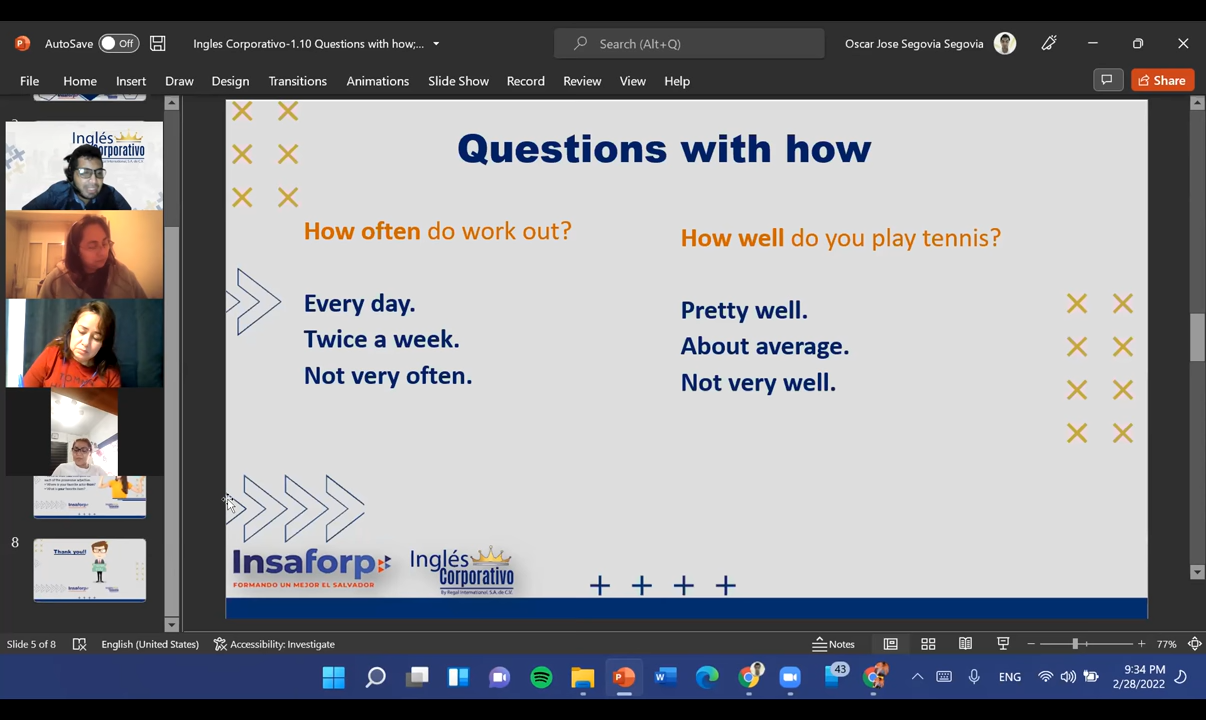 AutoSave Off Ingles Corporativo-1.10 Questions with how;... Search (Alt+Q) Oscar Jose Segovia Segovia
File Home Insert Draw Design Transitions Animations Slide Show Record Review View Help Share
Inglés
Corporativo
Questions with how
How often do work out?
Every day.
Twice a week.
Not very often.
How well do you play tennis?
Pretty well.
About average.
Not very well.
Insaforp
FORMANDO UN MEJOR EL SALVADOR
Inglés
Corporativo
By Regal International, S.A. de C.V.
8
Thank you!!
Slide 5 of 8 English (United States) Accessibility: Investigate Notes 77%
43 ENG 9:34 PM
2/28/2022